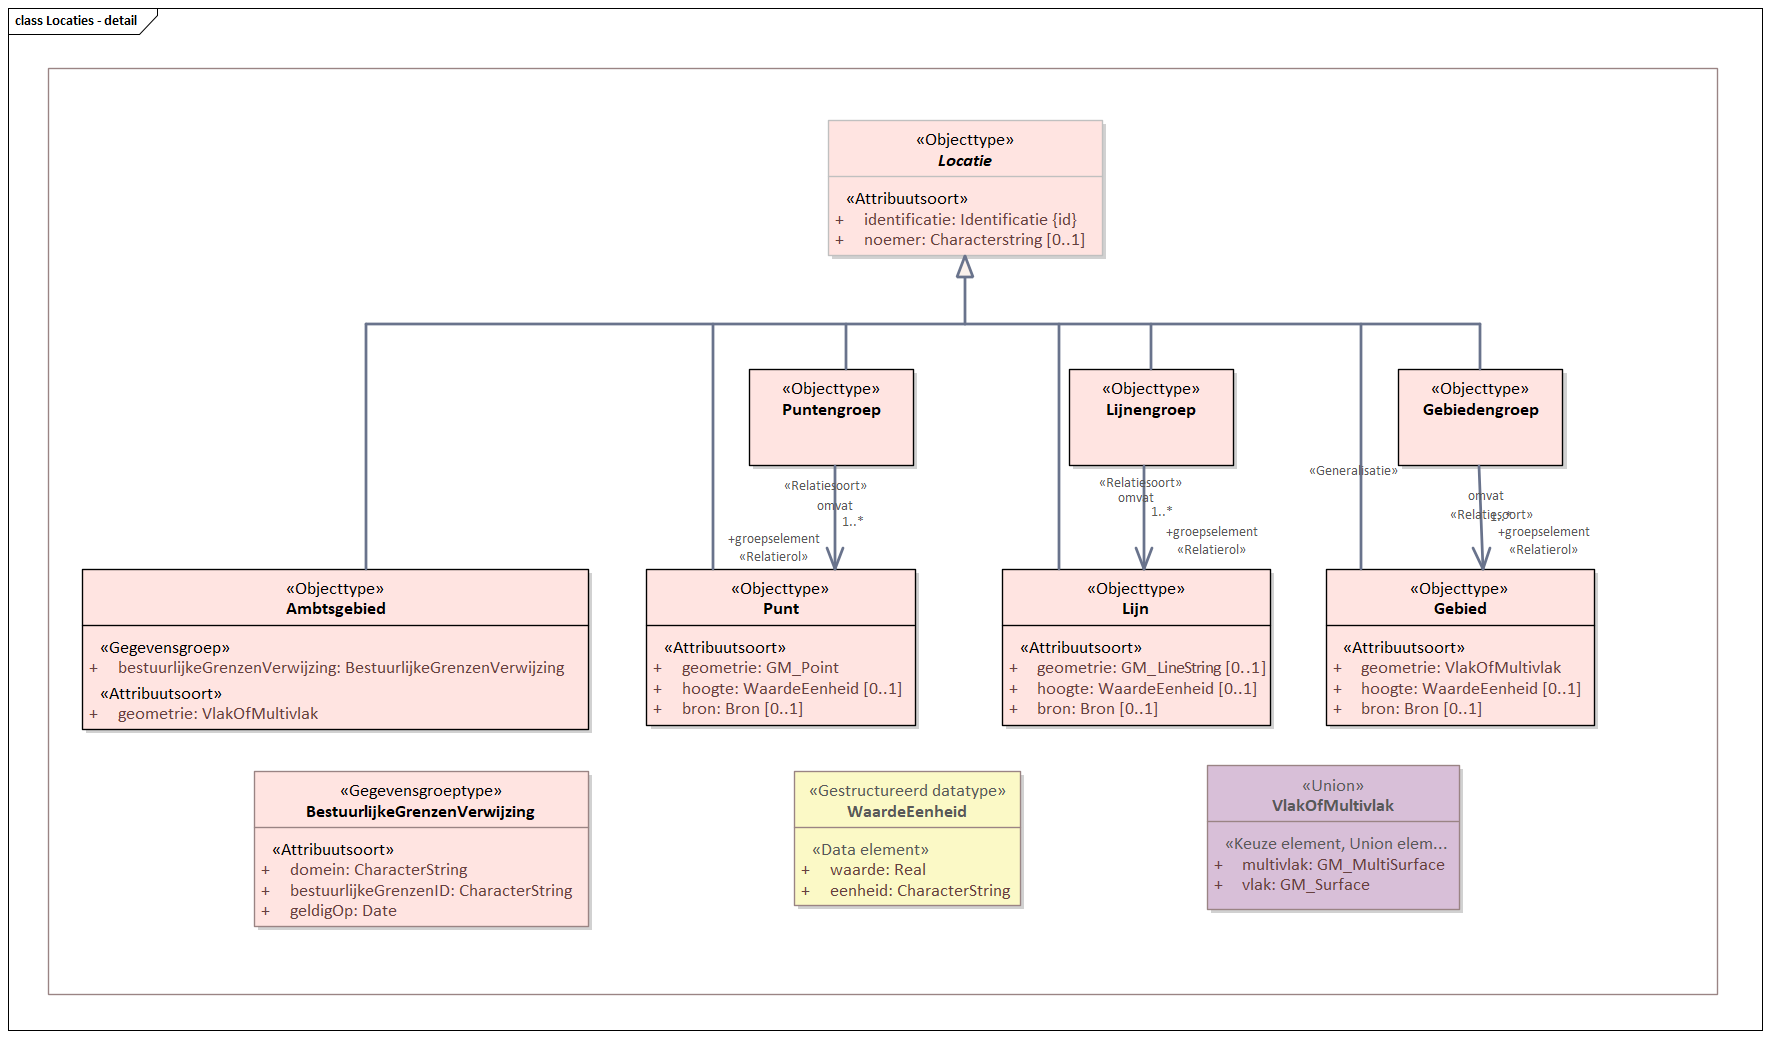 class Locaties - detail
«Objecttype»
Locatie
«Attribuutsoort»
+ identificatie: Identificatie {id}
+ noemer: Characterstring [0..1]
«Objecttype»
Puntengroep
«Objecttype»
Lijnengroep
«Objecttype»
Gebiedengroep
«Generalisatie»
«Relatiesoort»
omvat
1..*
+groepselement
«Relatierol»
«Relatiesoort»
omvat
1..*
+groepselement
«Relatierol»
omvat
«Relatiesoort»
1..*
+groepselement
«Relatierol»
«Objecttype»
Ambtsgebied
«Gegevensgroep»
+ bestuurlijkeGrenzenVerwijzing: BestuurlijkeGrenzenVerwijzing
«Attribuutsoort»
+ geometrie: VlakOfMultivlak
«Objecttype»
Punt
«Attribuutsoort»
+ geometrie: GM_Point
+ hoogte: WaardeEenheid [0..1]
+ bron: Bron [0..1]
«Objecttype»
Lijn
«Attribuutsoort»
+ geometrie: GM_LineString [0..1]
+ hoogte: WaardeEenheid [0..1]
+ bron: Bron [0..1]
«Objecttype»
Gebied
«Attribuutsoort»
+ geometrie: VlakOfMultivlak
+ hoogte: WaardeEenheid [0..1]
+ bron: Bron [0..1]
«Gegevensgroeptype»
BestuurlijkeGrenzenVerwijzing
«Attribuutsoort»
+ domein: CharacterString
+ bestuurlijkeGrenzenID: CharacterString
+ geldigOp: Date
«Gestructureerd datatype»
WaardeEenheid
«Data element»
+ waarde: Real
+ eenheid: CharacterString
«Union»
VlakOfMultivlak
«Keuze element, Union elem...
+ multivlak: GM_MultiSurface
+ vlak: GM_Surface